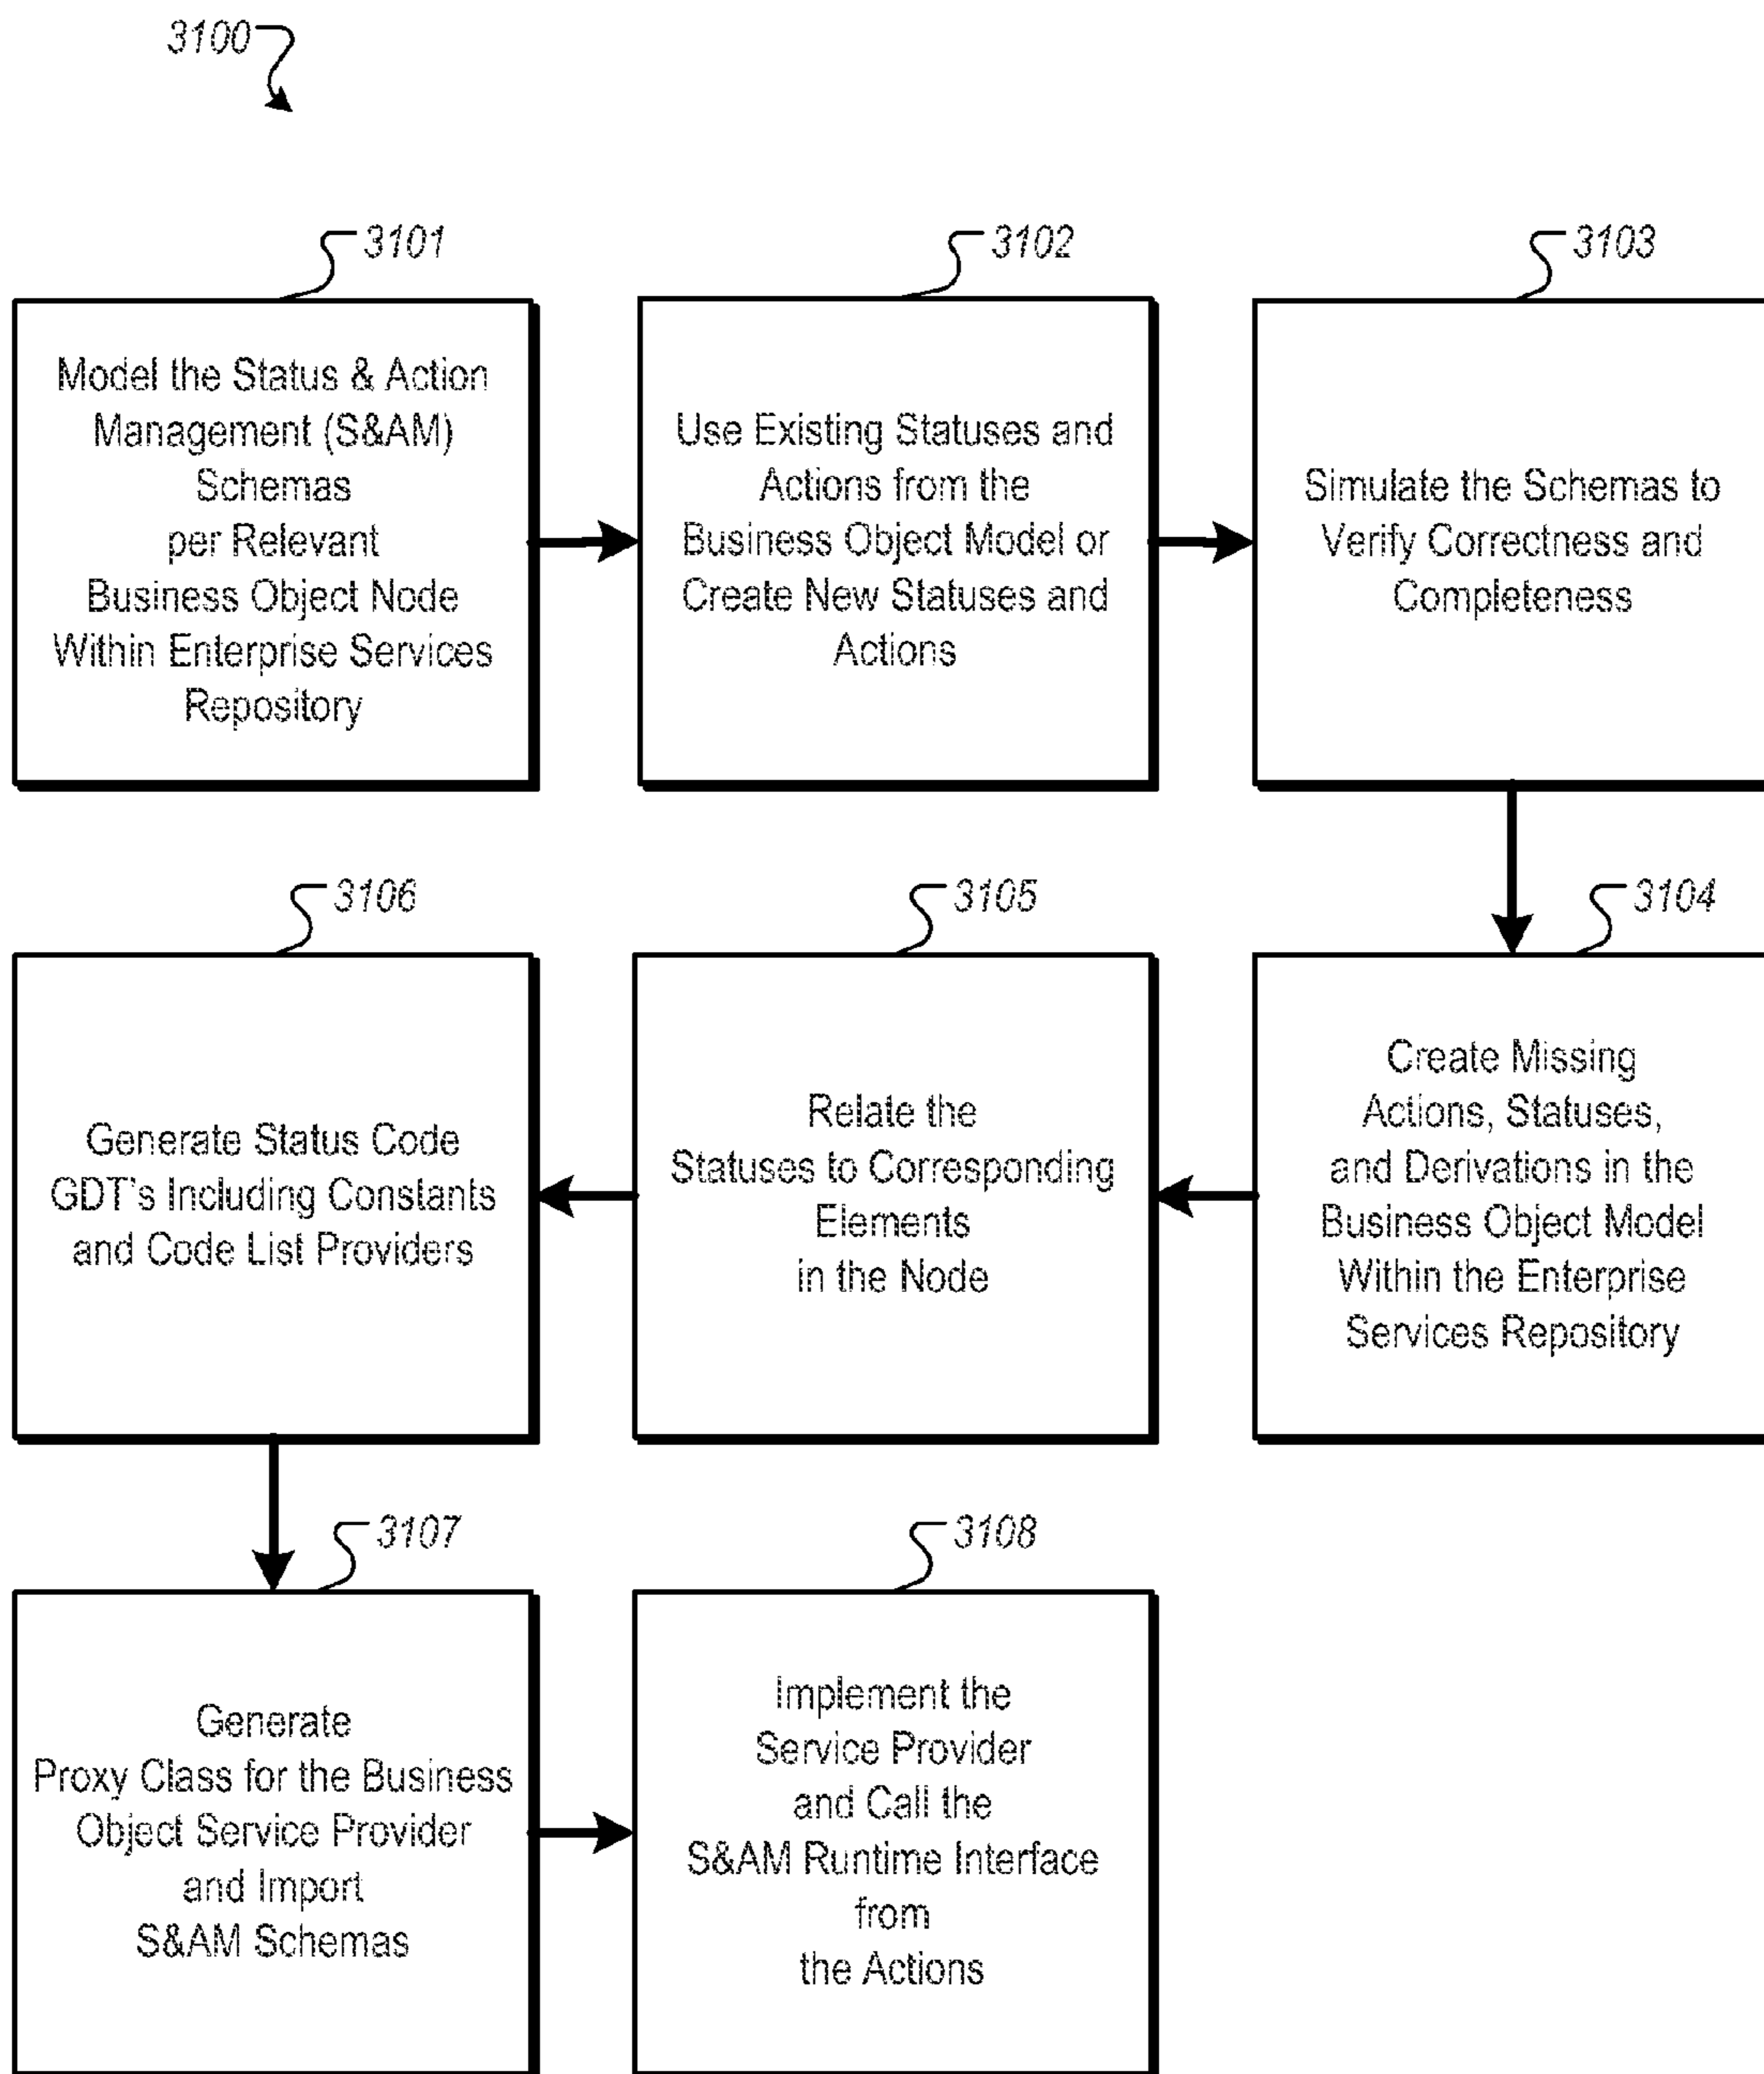 3100
3101
Model the Status & Action
Management (S&AM)
Schemas
per Relevant
Business Object Node
Within Enterprise Services
Repository
3102
Use Existing Statuses and
Actions from the
Business Object Model or
Create New Statuses and
Actions
3103
Simulate the Schemas to
Verify Correctness and
Completeness
3104
Create Missing
Actions, Statuses,
and Derivations in the
Business Object Model
Within the Enterprise
Services Repository
3105
Relate the
Statuses to Corresponding
Elements
in the Node
3106
Generate Status Code
GDT's Including Constants
and Code List Providers
3107
Generate
Proxy Class for the Business
Object Service Provider
and Import
S&AM Schemas
3108
Implement the
Service Provider
and Call the
S&AM Runtime Interface
from
the Actions